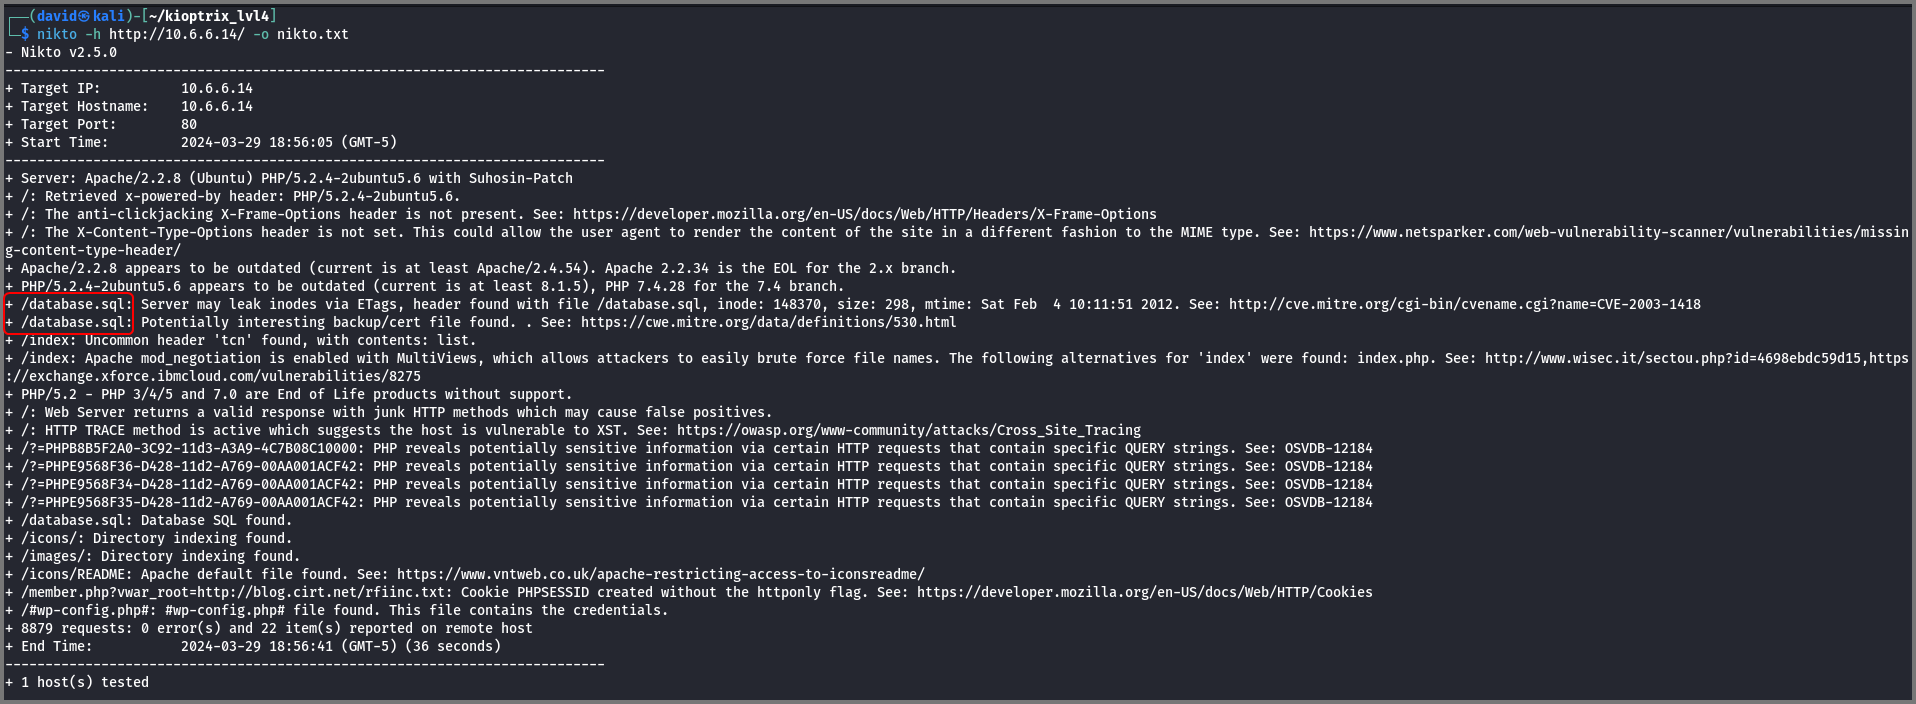 ┌──(david㉿kali)-[~/kioptrix_lvl4]
└─$ nikto -h http://10.6.6.14/ -o nikto.txt
- Nikto v2.5.0
---------------------------------------------------------------------------
+ Target IP:          10.6.6.14
+ Target Hostname:    10.6.6.14
+ Target Port:        80
+ Start Time:         2024-03-29 18:56:05 (GMT-5)
---------------------------------------------------------------------------
+ Server: Apache/2.2.8 (Ubuntu) PHP/5.2.4-2ubuntu5.6 with Suhosin-Patch
+ /: Retrieved x-powered-by header: PHP/5.2.4-2ubuntu5.6.
+ /: The anti-clickjacking X-Frame-Options header is not present. See: https://developer.mozilla.org/en-US/docs/Web/HTTP/Headers/X-Frame-Options
+ /: The X-Content-Type-Options header is not set. This could allow the user agent to render the content of the site in a different fashion to the MIME type. See: https://www.netsparker.com/web-vulnerability-scanner/vulnerabilities/missin
g-content-type-header/
+ Apache/2.2.8 appears to be outdated (current is at least Apache/2.4.54). Apache 2.2.34 is the EOL for the 2.x branch.
+ PHP/5.2.4-2ubuntu5.6 appears to be outdated (current is at least 8.1.5), PHP 7.4.28 for the 7.4 branch.
+ /database.sql: Server may leak inodes via ETags, header found with file /database.sql, inode: 148370, size: 298, mtime: Sat Feb  4 10:11:51 2012. See: http://cve.mitre.org/cgi-bin/cvename.cgi?name=CVE-2003-1418
+ /database.sql: Potentially interesting backup/cert file found. . See: https://cwe.mitre.org/data/definitions/530.html
+ /index: Uncommon header 'tcn' found, with contents: list.
+ /index: Apache mod_negotiation is enabled with MultiViews, which allows attackers to easily brute force file names. The following alternatives for 'index' were found: index.php. See: http://www.wisec.it/sectou.php?id=4698ebdc59d15,https
://exchange.xforce.ibmcloud.com/vulnerabilities/8275
+ PHP/5.2 - PHP 3/4/5 and 7.0 are End of Life products without support.
+ /: Web Server returns a valid response with junk HTTP methods which may cause false positives.
+ /: HTTP TRACE method is active which suggests the host is vulnerable to XST. See: https://owasp.org/www-community/attacks/Cross_Site_Tracing
+ /?=PHPB8B5F2A0-3C92-11d3-A3A9-4C7B08C10000: PHP reveals potentially sensitive information via certain HTTP requests that contain specific QUERY strings. See: OSVDB-12184
+ /?=PHPE9568F36-D428-11d2-A769-00AA001ACF42: PHP reveals potentially sensitive information via certain HTTP requests that contain specific QUERY strings. See: OSVDB-12184
+ /?=PHPE9568F34-D428-11d2-A769-00AA001ACF42: PHP reveals potentially sensitive information via certain HTTP requests that contain specific QUERY strings. See: OSVDB-12184
+ /?=PHPE9568F35-D428-11d2-A769-00AA001ACF42: PHP reveals potentially sensitive information via certain HTTP requests that contain specific QUERY strings. See: OSVDB-12184
+ /database.sql: Database SQL found.
+ /icons/: Directory indexing found.
+ /images/: Directory indexing found.
+ /icons/README: Apache default file found. See: https://www.vntweb.co.uk/apache-restricting-access-to-iconsreadme/
+ /member.php?vwar_root=http://blog.cirt.net/rfiinc.txt: Cookie PHPSESSID created without the httponly flag. See: https://developer.mozilla.org/en-US/docs/Web/HTTP/Cookies
+ /#wp-config.php#: #wp-config.php# file found. This file contains the credentials.
+ 8879 requests: 0 error(s) and 22 item(s) reported on remote host
+ End Time:           2024-03-29 18:56:41 (GMT-5) (36 seconds)
---------------------------------------------------------------------------
+ 1 host(s) tested